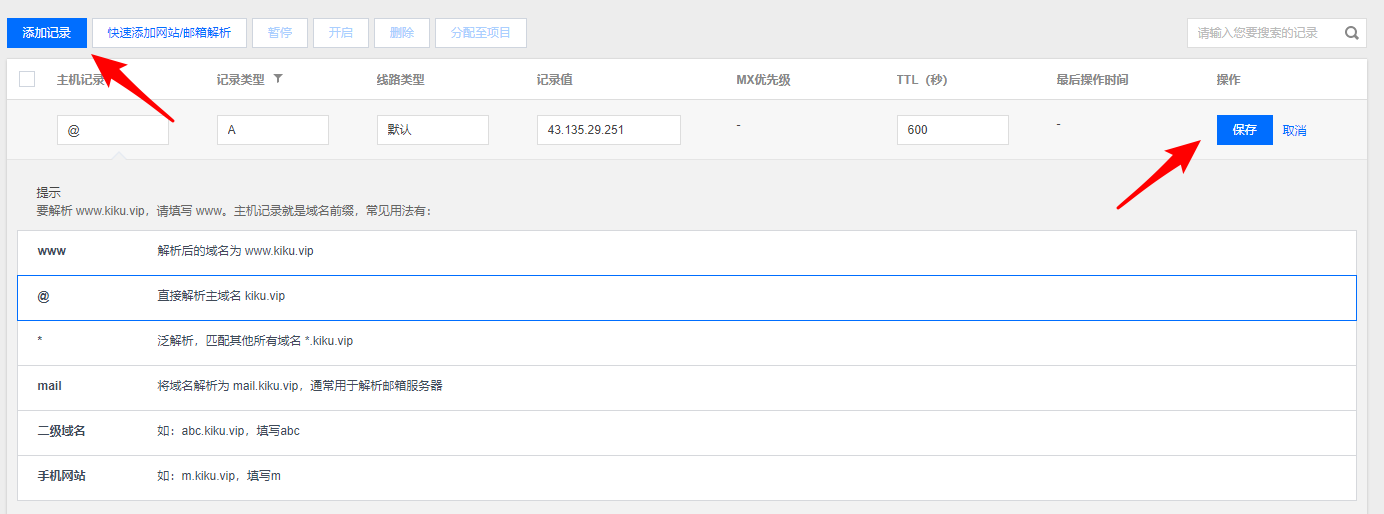 添加记录 快速添加网站/邮箱解析 暂停 开启 删除 分配至项目 请输入您要搜索的记录
主机记录 记录类型 线路类型 记录值 MX优先级 TTL（秒） 最后操作时间 操作
@ A 默认 43.135.29.251 - 600 - 保存 取消
提示
要解析 www.kiku.vip，请填写 www。主机记录就是域名前缀，常见用法有：
www 解析后的域名为 www.kiku.vip
@ 直接解析主域名 kiku.vip
* 泛解析，匹配其他所有域名 *.kiku.vip
mail 将域名解析为 mail.kiku.vip，通常用于解析邮箱服务器
二级域名 如：abc.kiku.vip，填写abc
手机网站 如：m.kiku.vip，填写m